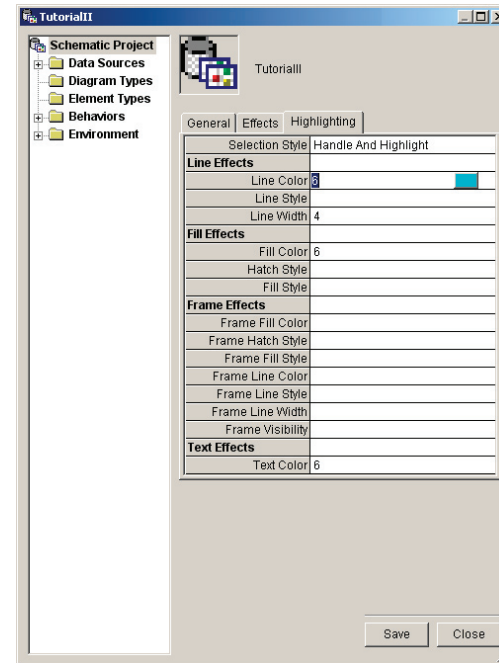 TutorialII
Schematic Project
Data Sources
Diagram Types
Element Types
Behaviors
Environment
TutorialII
General Effects Highlighting
Selection Style Handle And Highlight
Line Effects
Line Color 6
Line Style
Line Width 4
Fill Effects
Fill Color 6
Hatch Style
Fill Style
Frame Effects
Frame Fill Color
Frame Hatch Style
Frame Fill Style
Frame Line Color
Frame Line Style
Frame Line Width
Frame Visibility
Text Effects
Text Color 6
Save Close